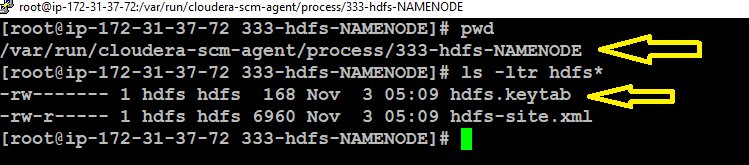 root@ip-172-31-37-72:/var/run/cloudera-scm-agent/process/333-hdfs-NAMENODE
[root@ip-172-31-37-72 333-hdfs-NAMENODE]# pwd
/var/run/cloudera-scm-agent/process/333-hdfs-NAMENODE
[root@ip-172-31-37-72 333-hdfs-NAMENODE]# ls -ltr hdfs*
-rw------- 1 hdfs hdfs  168 Nov  3 05:09 hdfs.keytab
-rw-r----- 1 hdfs hdfs 6960 Nov  3 05:09 hdfs-site.xml
[root@ip-172-31-37-72 333-hdfs-NAMENODE]#